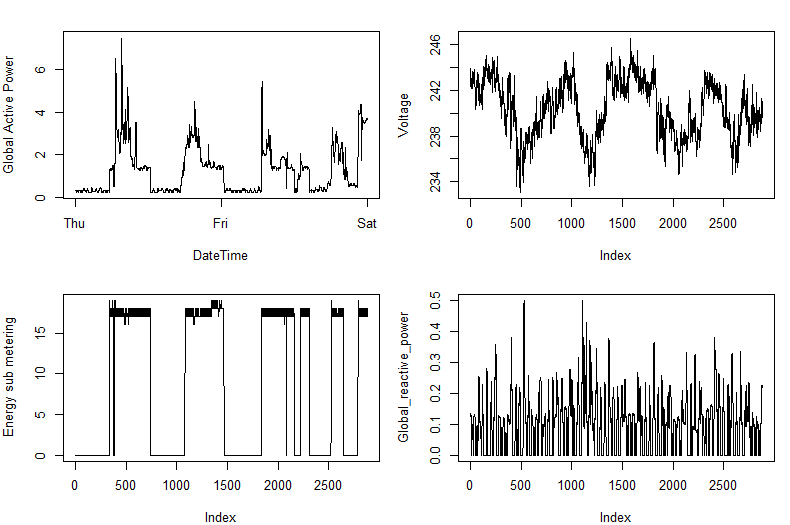 Global Active Power
0 2 4 6
Thu Fri Sat
DateTime
Voltage
234 238 242 246
0 500 1000 1500 2000 2500
Index
Energy sub metering
0 5 10 15
0 500 1000 1500 2000 2500
Index
Global_reactive_power
0.0 0.1 0.2 0.3 0.4 0.5
0 500 1000 1500 2000 2500
Index